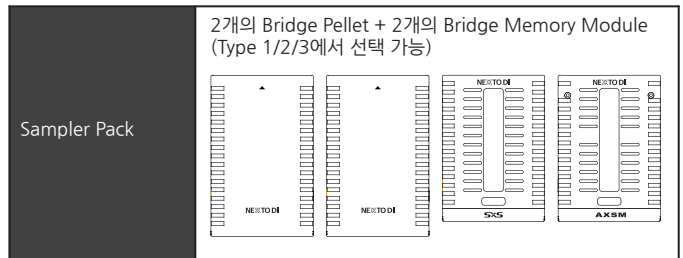 2개의 Bridge Pellet + 2개의 Bridge Memory Module
(Type 1/2/3에서 선택 가능)
Sampler Pack
NEXTO DI
NEXTO DI
NEXTO DI
NEXTO DI
SXS
AXSM